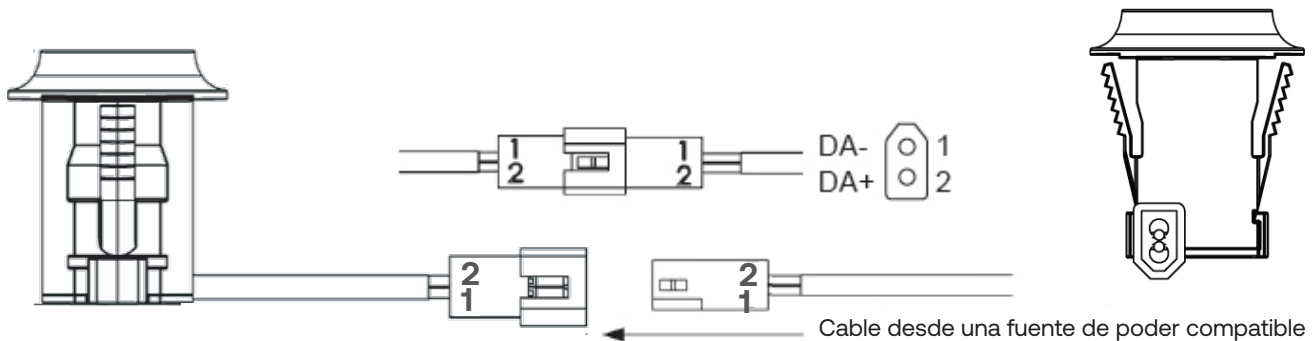 1 1 DA- 1
2 2 DA+ 2
2 2
1 1
Cable desde una fuente de poder compatible